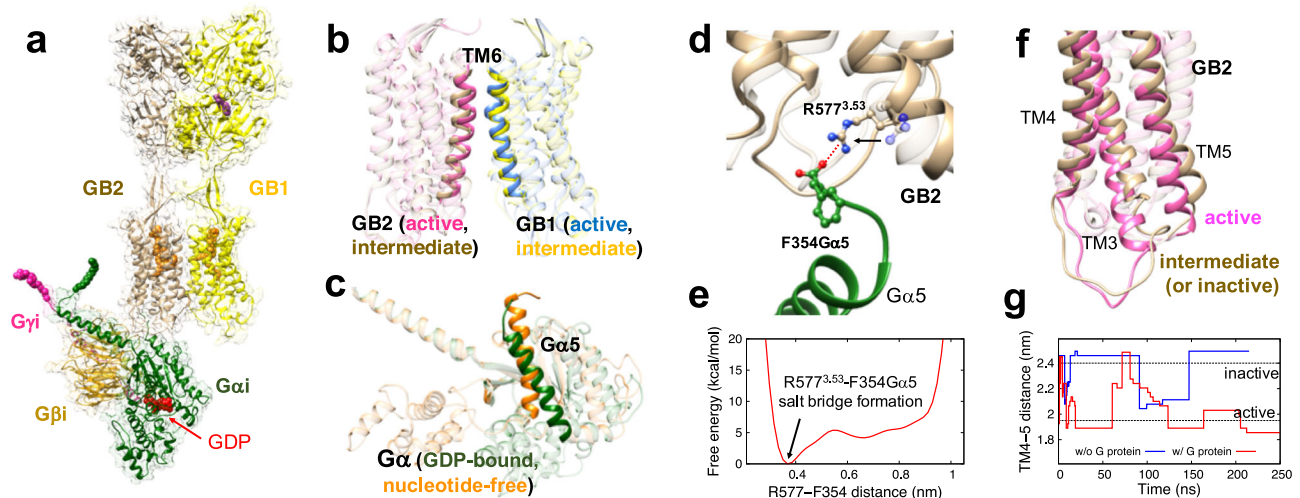 a
GB2
GB1
Gγi
Gβi
Gαi
GDP
b
TM6
GB2 (active,
intermediate)
GB1 (active,
intermediate)
c
Gα5
Gα (GDP-bound,
nucleotide-free)
d
R577³·⁵³
GB2
F354Gα5
Gα5
e
Free energy (kcal/mol)
20
15
10
5
0
R577³·⁵³-F354Gα5
salt bridge formation
0.4
0.6
0.8
1
R577−F354 distance (nm)
f
GB2
TM4
TM5
TM3
active
intermediate
(or inactive)
g
TM4−5 distance (nm)
2.4
2.2
2
1.8
inactive
active
w/o G protein
w/ G protein
0
50
100
150
200
250
Time (ns)